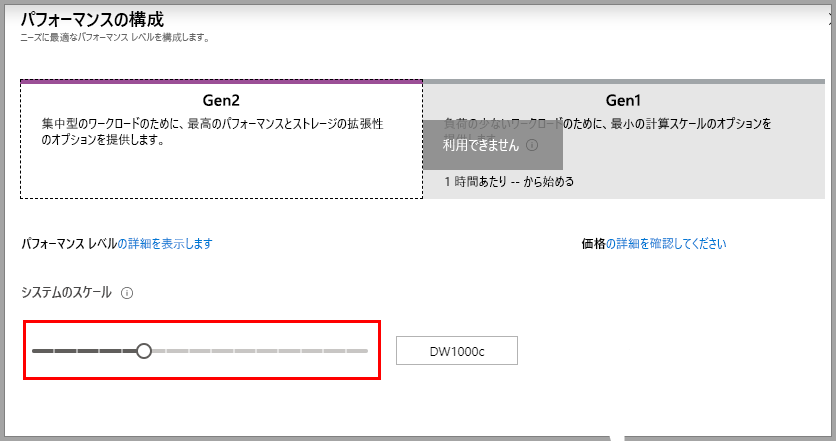 パフォーマンスの構成
ニーズに最適なパフォーマンス レベルを構成します。
Gen2
集中型のワークロードのために、最高のパフォーマンスとストレージの拡張性
のオプションを提供します。
Gen1
負荷の少ないワークロードのために、最小の計算スケールのオプションを
提供します。
利用できません
1 時間あたり -- から始める
パフォーマンス レベルの詳細を表示します
価格の詳細を確認してください
システムのスケール
DW1000c